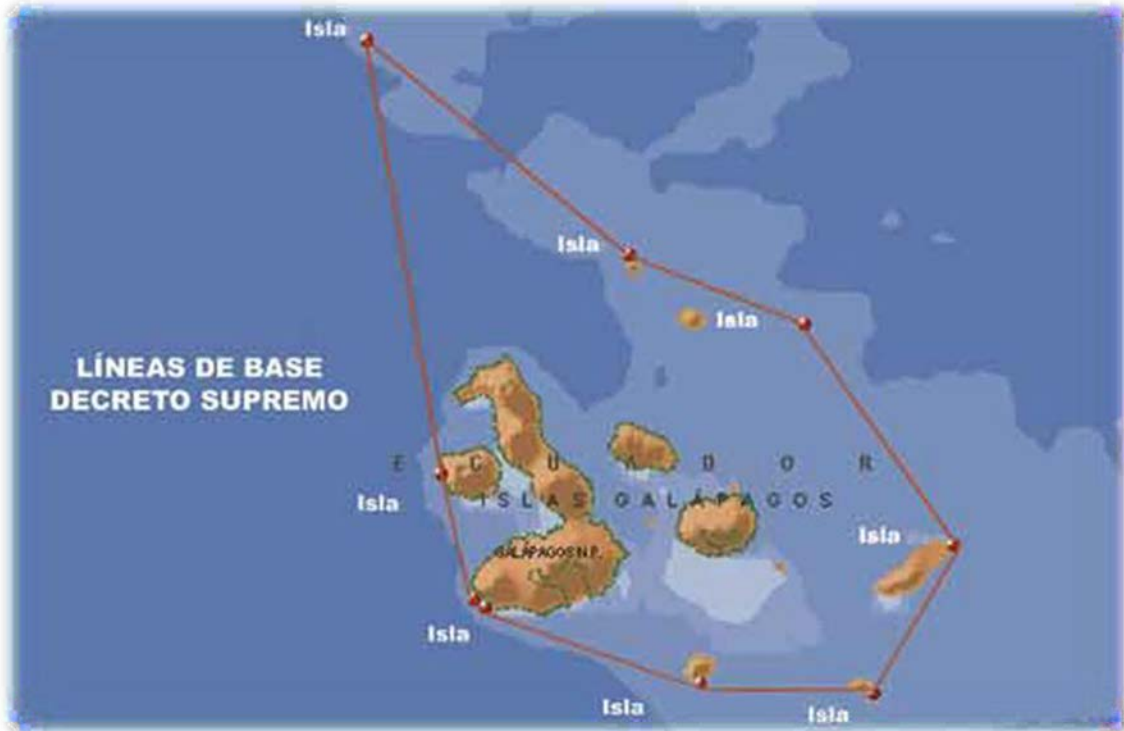 Isla
Isla
Isla
LÍNEAS DE BASE
DECRETO SUPREMO
E C U A D O R
Isla
ISLAS GALÁPAGOS
Isla
GALÁPAGOS N.P.
Isla
Isla
Isla